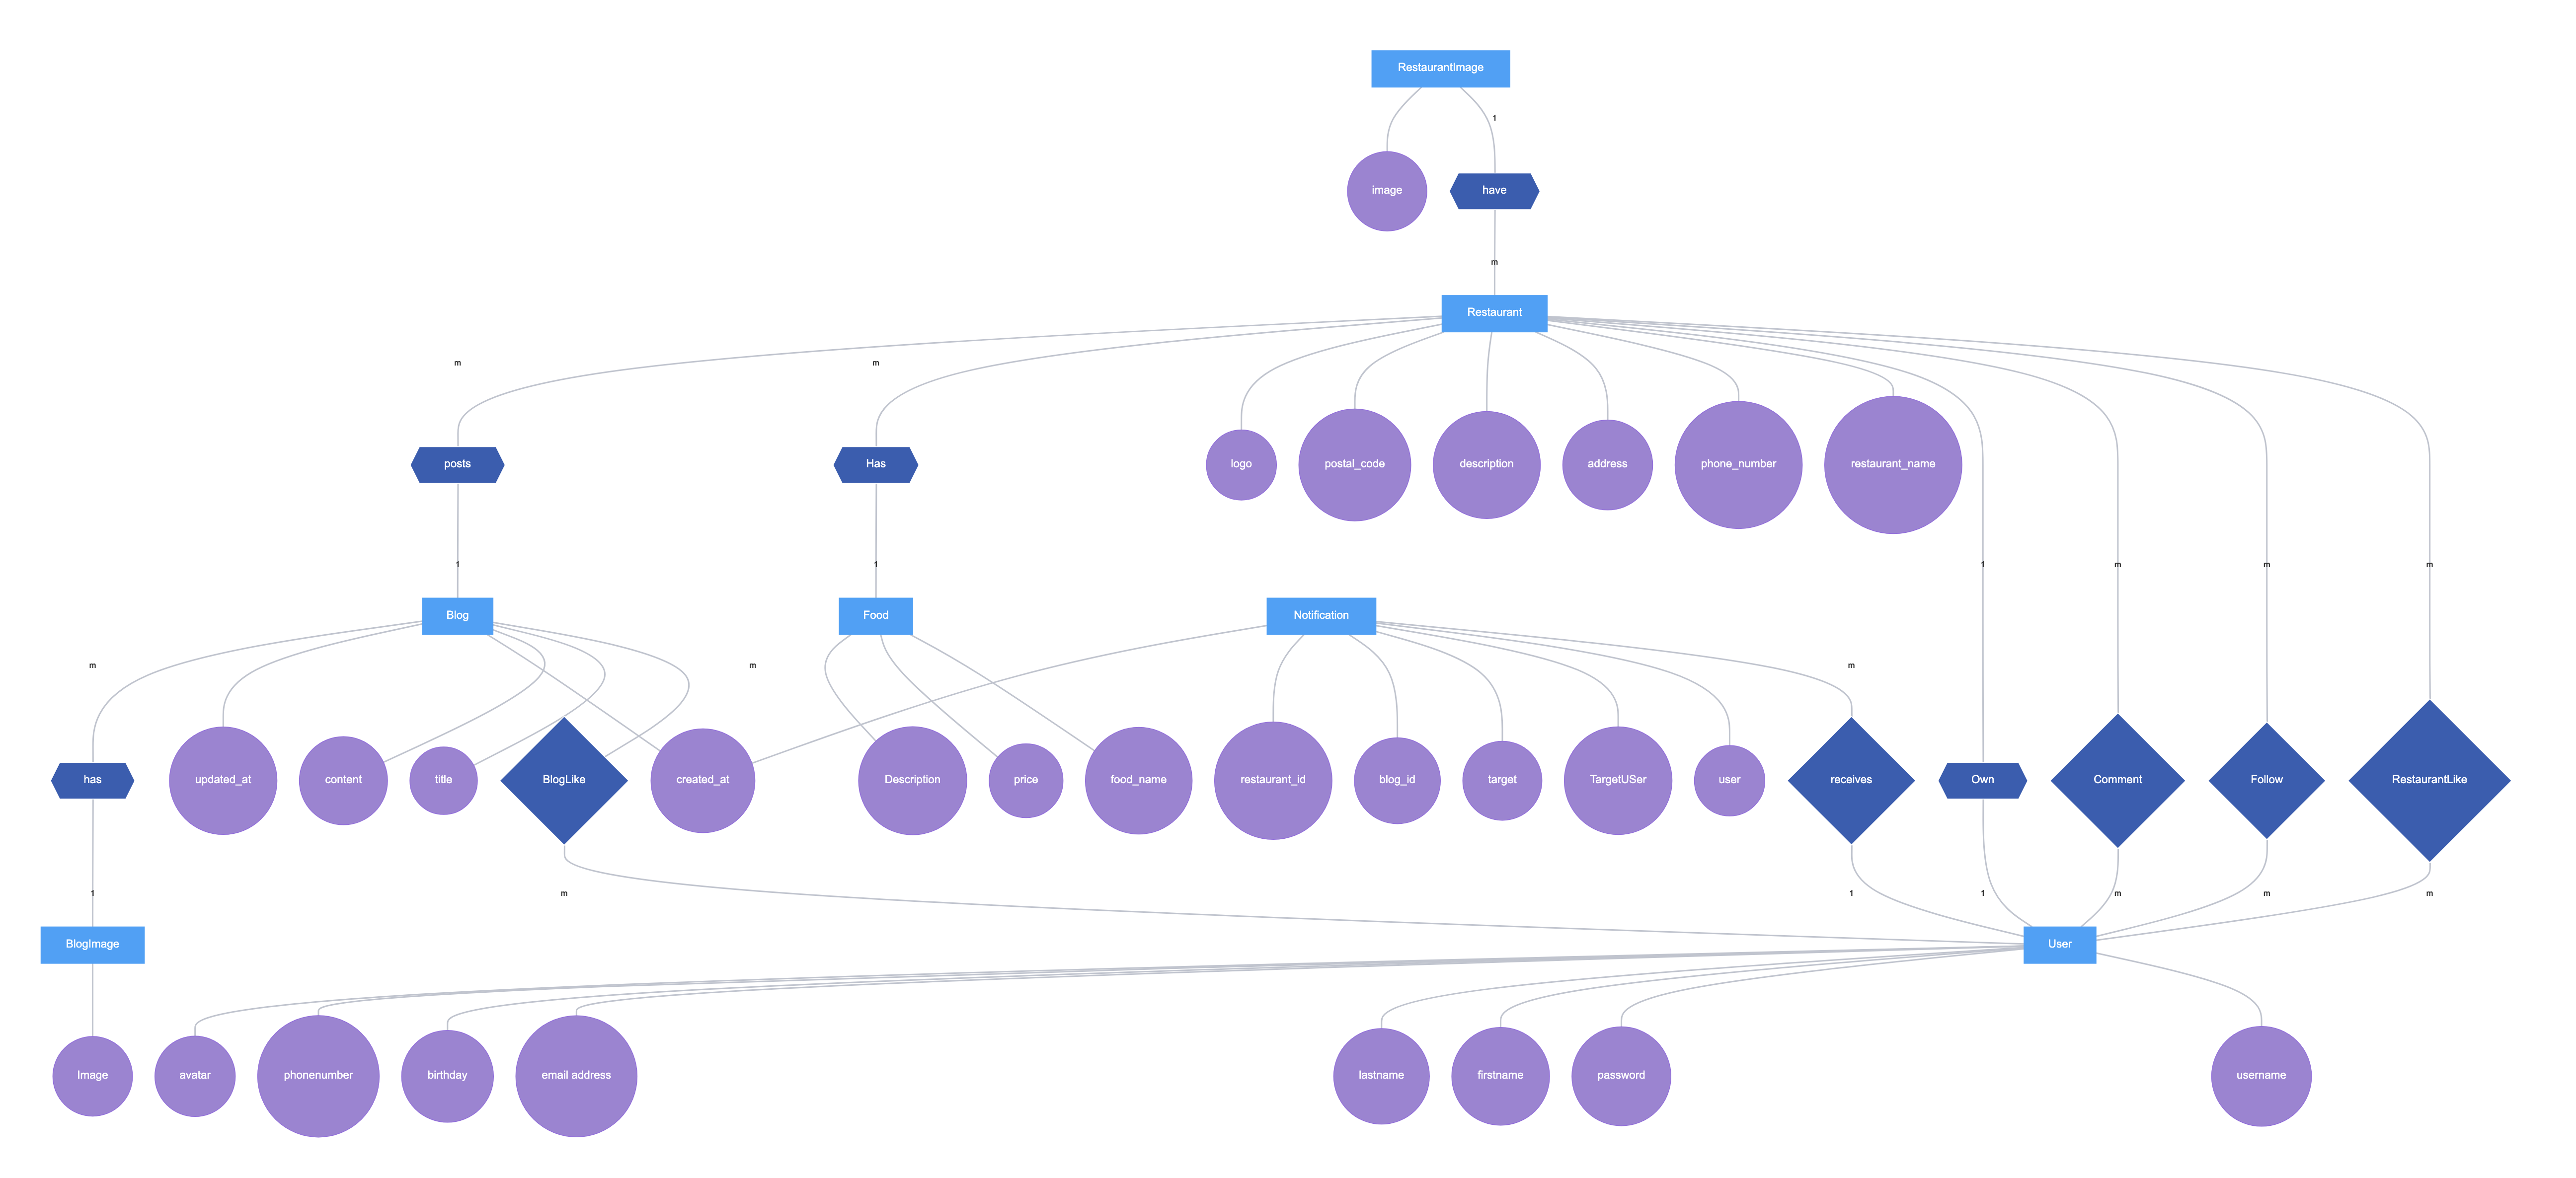 RestaurantImage
1
image
have
m
Restaurant
m
m
posts
Has
logo
postal_code
description
address
phone_number
restaurant_name
1
1
1
m
m
m
Blog
Food
Notification
m
m
m
has
updated_at
content
title
BlogLike
created_at
Description
price
food_name
restaurant_id
blog_id
target
TargetUSer
user
receives
Own
Comment
Follow
RestaurantLike
1
m
1
1
m
m
m
BlogImage
User
Image
avatar
phonenumber
birthday
email address
lastname
firstname
password
username